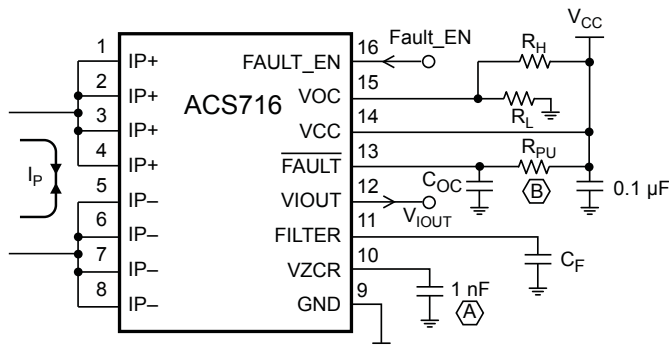 V_CC
Fault_EN
R_H
1 IP+ FAULT_EN 16
2 IP+ VOC 15
ACS716
R_L
3 IP+ VCC 14
4 IP+ FAULT 13
R_PU
B
I_P
C_OC
0.1 µF
5 IP– VIOUT 12
V_IOUT
6 IP– FILTER 11
C_F
7 IP– VZCR 10
1 nF
A
8 IP– GND 9